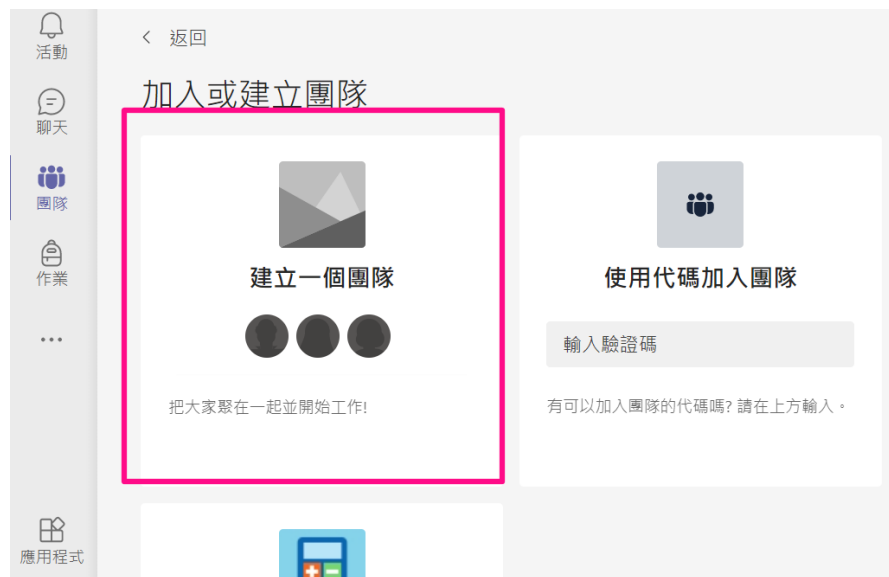 活動
聊天
團隊
作業
應用程式
返回
加入或建立團隊
建立一個團隊
把大家聚在一起並開始工作!
使用代碼加入團隊
輸入驗證碼
有可以加入團隊的代碼嗎? 請在上方輸入。